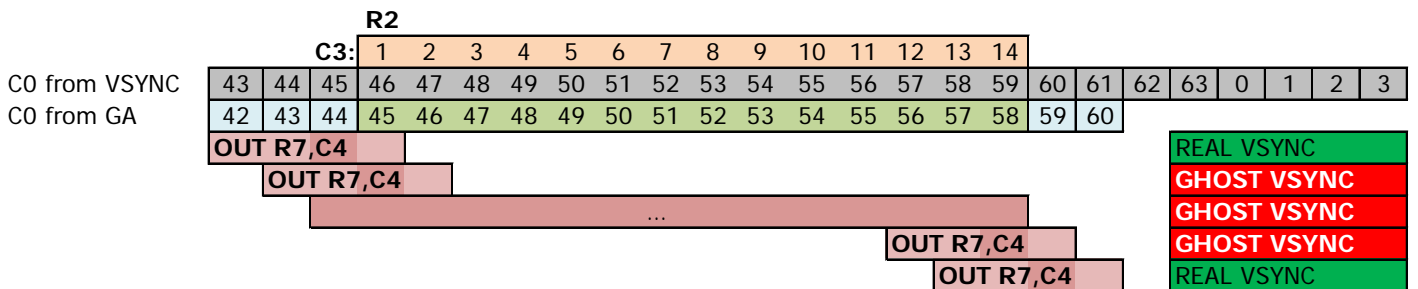 R2
C3: 1 2 3 4 5 6 7 8 9 10 11 12 13 14
C0 from VSYNC 43 44 45 46 47 48 49 50 51 52 53 54 55 56 57 58 59 60 61 62 63 0 1 2 3
C0 from GA 42 43 44 45 46 47 48 49 50 51 52 53 54 55 56 57 58 59 60
OUT R7,C4 REAL VSYNC
OUT R7,C4 GHOST VSYNC
... GHOST VSYNC
OUT R7,C4 GHOST VSYNC
OUT R7,C4 REAL VSYNC